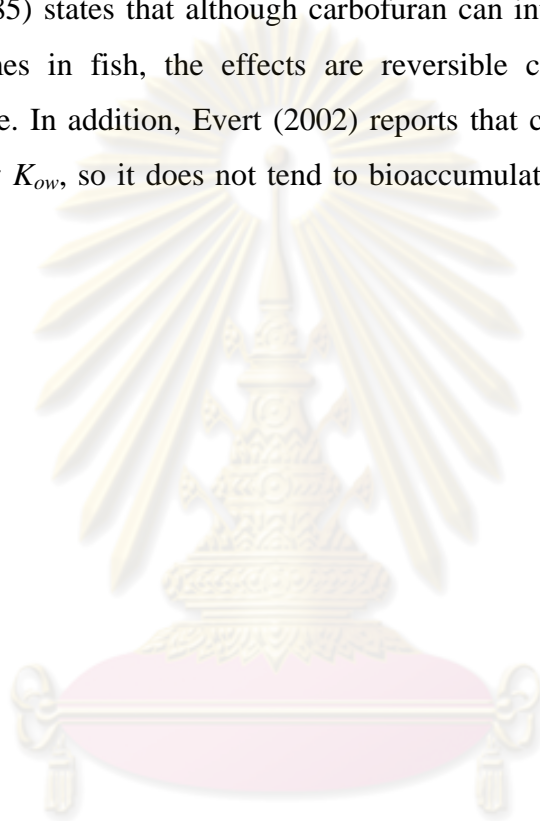 85) states that although carbofuran can in
nes in fish, the effects are reversible c
e. In addition, Evert (2002) reports that c
K_ow, so it does not tend to bioaccumulat